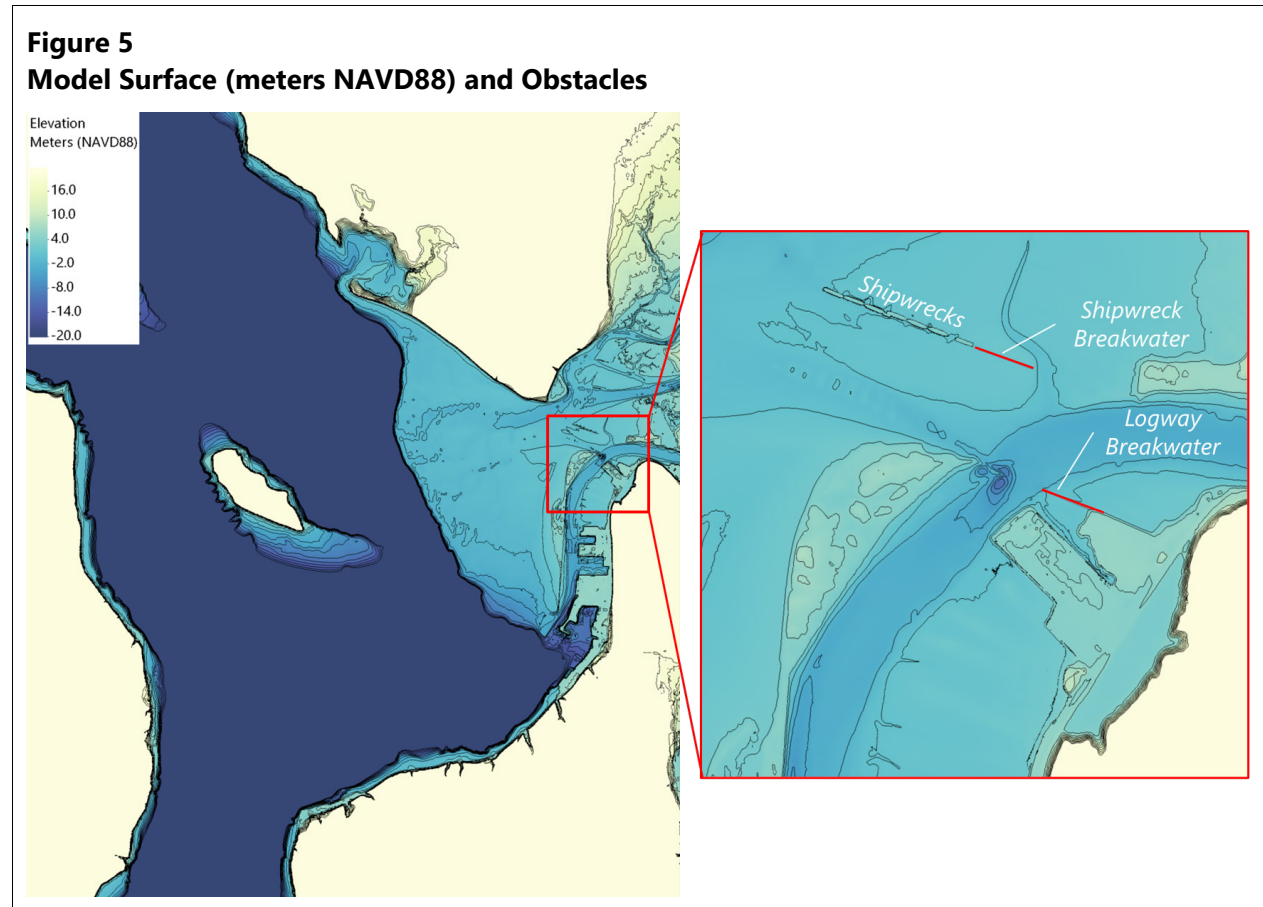 Figure 5
Model Surface (meters NAVD88) and Obstacles
Elevation
Meters (NAVD88)
16.0
10.0
4.0
-2.0
-8.0
-14.0
-20.0
Shipwrecks
Shipwreck
Breakwater
Logway
Breakwater